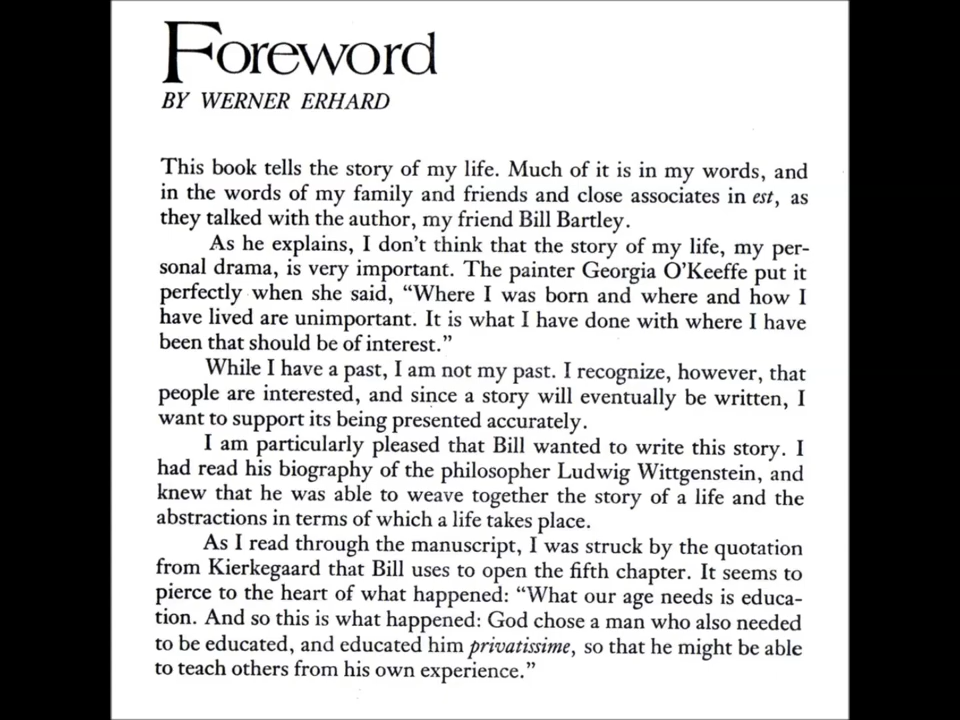 Foreword
BY WERNER ERHARD
This book tells the story of my life. Much of it is in my words, and
in the words of my family and friends and close associates in est, as
they talked with the author, my friend Bill Bartley.
As he explains, I don't think that the story of my life, my per-
sonal drama, is very important. The painter Georgia O'Keeffe put it
perfectly when she said, “Where I was born and where and how I
have lived are unimportant. It is what I have done with where I have
been that should be of interest.”
While I have a past, I am not my past. I recognize, however, that
people are interested, and since a story will eventually be written, I
want to support its being presented accurately.
I am particularly pleased that Bill wanted to write this story. I
had read his biography of the philosopher Ludwig Wittgenstein, and
knew that he was able to weave together the story of a life and the
abstractions in terms of which a life takes place.
As I read through the manuscript, I was struck by the quotation
from Kierkegaard that Bill uses to open the fifth chapter. It seems to
pierce to the heart of what happened: “What our age needs is educa-
tion. And so this is what happened: God chose a man who also needed
to be educated, and educated him privatissime, so that he might be able
to teach others from his own experience.”